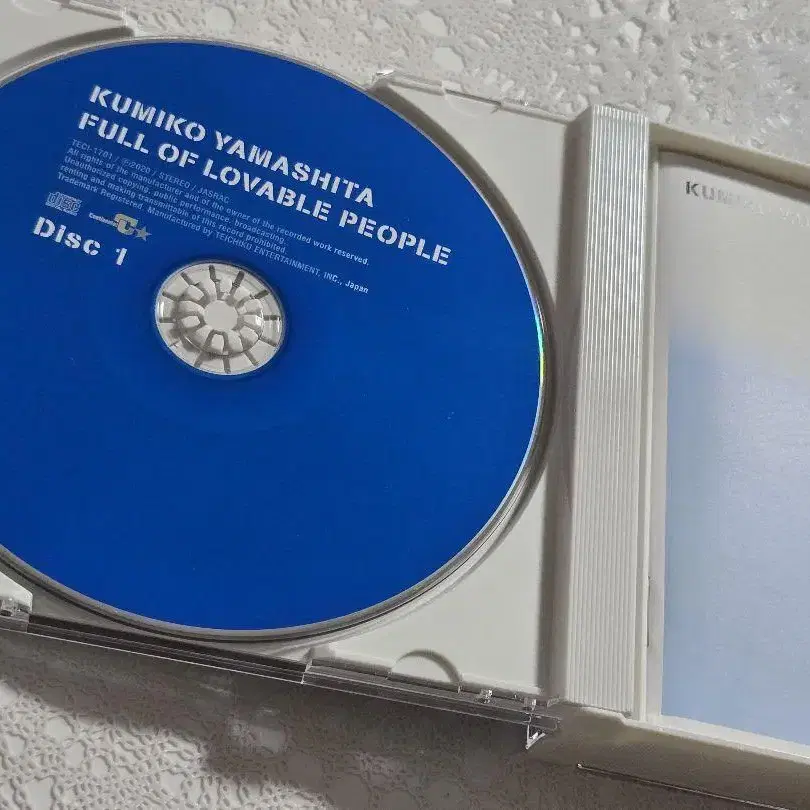 KUMIKO YAMASHITA
FULL OF LOVABLE PEOPLE
TECI-1701 / ℗2020 / STEREO / JASRAC
All rights of the manufacturer and of the owner of the recorded work reserved.
Unauthorized copying, public performance, broadcasting,
renting and making transmittable of this record prohibited.
Trademark Registered. Manufactured by TEICHIKU ENTERTAINMENT, INC., Japan
Disc 1